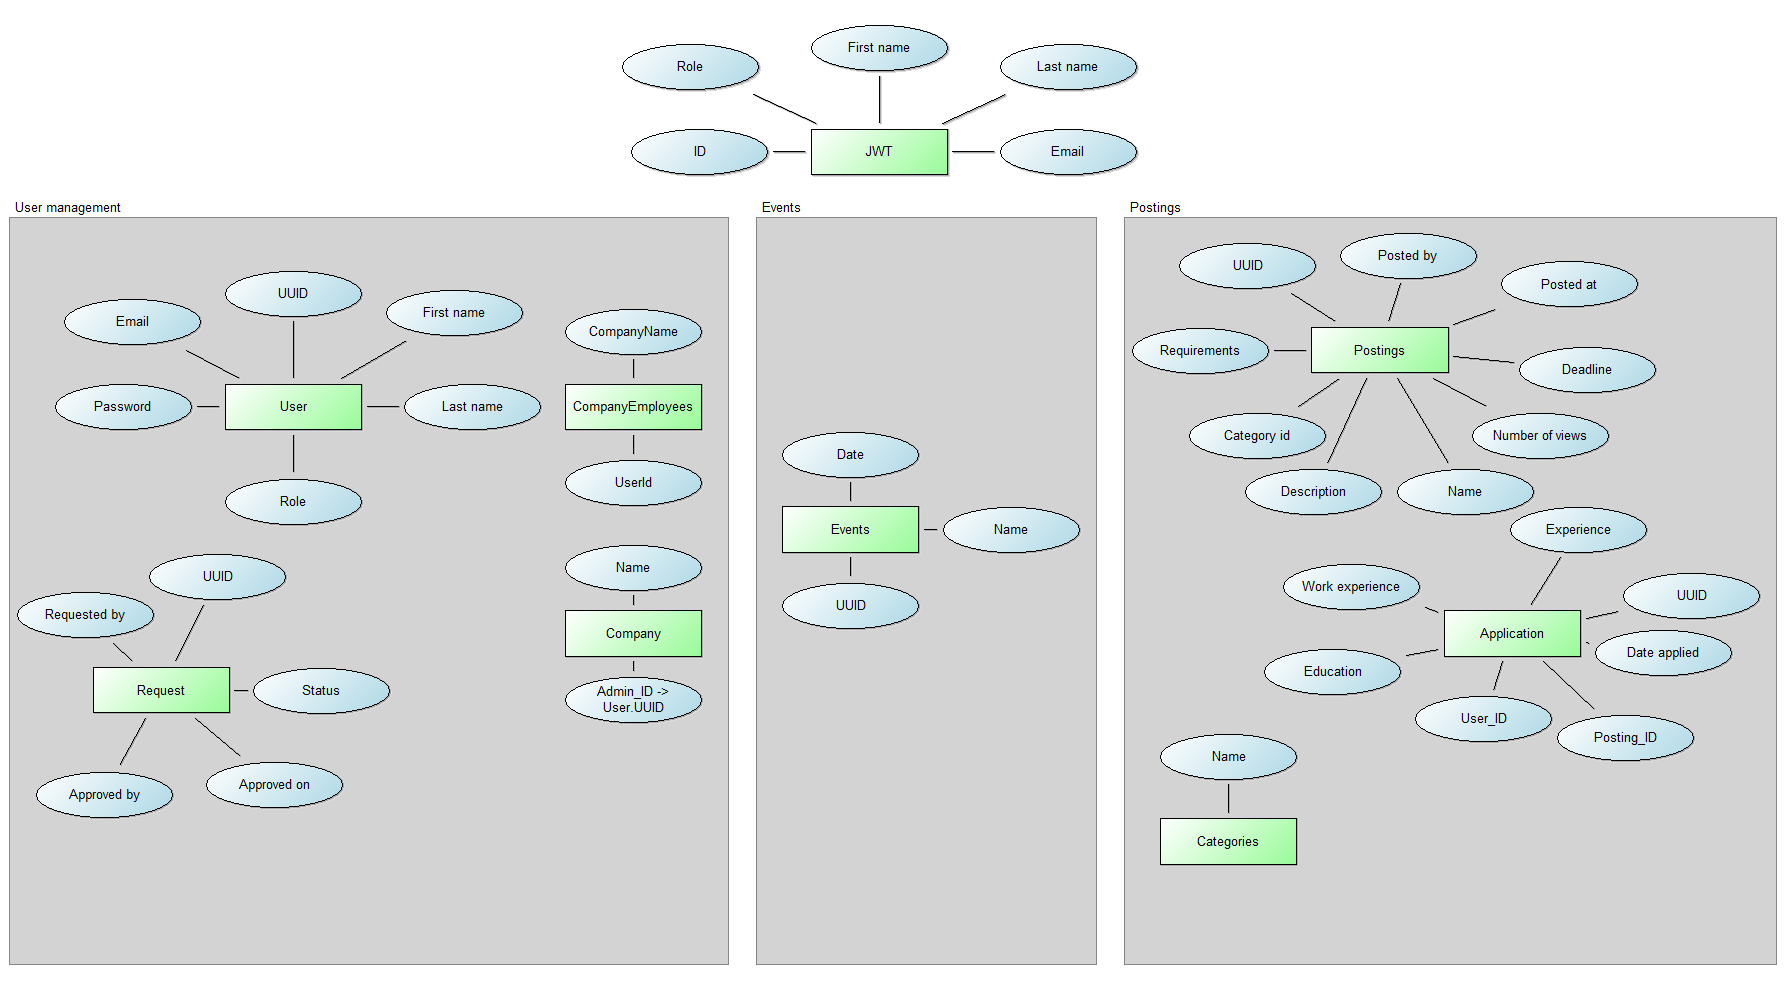 First name
Role
Last name
ID
JWT
Email
User management
Events
Postings
UUID
Email
First name
Password
User
Last name
Role
CompanyName
CompanyEmployees
UserId
UUID
Requested by
Request
Status
Approved by
Approved on
Name
Company
Admin_ID ->
User.UUID
Date
Events
Name
UUID
UUID
Posted by
Posted at
Requirements
Postings
Deadline
Category id
Number of views
Description
Name
Experience
Work experience
UUID
Application
Date applied
Education
User_ID
Posting_ID
Name
Categories